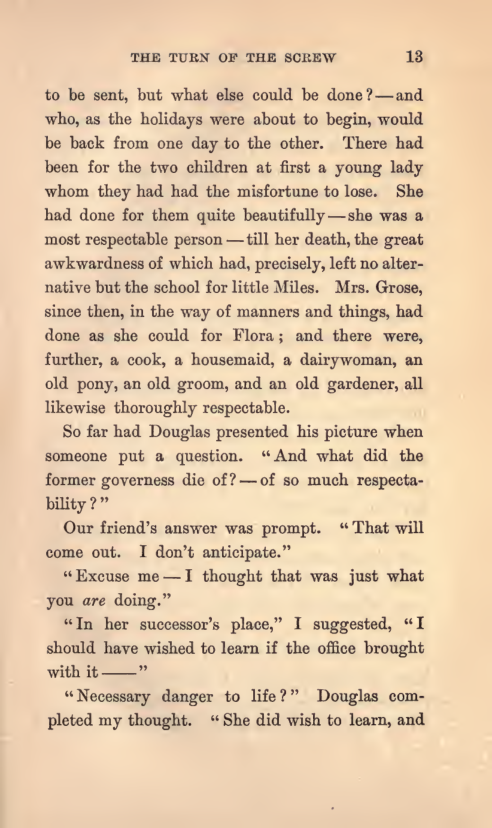 THE TURN OF THE SCREW 13
to be sent, but what else could be done?—and
who, as the holidays were about to begin, would
be back from one day to the other. There had
been for the two children at first a young lady
whom they had had the misfortune to lose. She
had done for them quite beautifully—she was a
most respectable person—till her death, the great
awkwardness of which had, precisely, left no alter-
native but the school for little Miles. Mrs. Grose,
since then, in the way of manners and things, had
done as she could for Flora; and there were,
further, a cook, a housemaid, a dairywoman, an
old pony, an old groom, and an old gardener, all
likewise thoroughly respectable.
So far had Douglas presented his picture when
someone put a question. “And what did the
former governess die of?—of so much respecta-
bility?”
Our friend’s answer was prompt. “That will
come out. I don’t anticipate.”
“Excuse me—I thought that was just what
you are doing.”
“In her successor’s place,” I suggested, “I
should have wished to learn if the office brought
with it——”
“Necessary danger to life?” Douglas com-
pleted my thought. “She did wish to learn, and